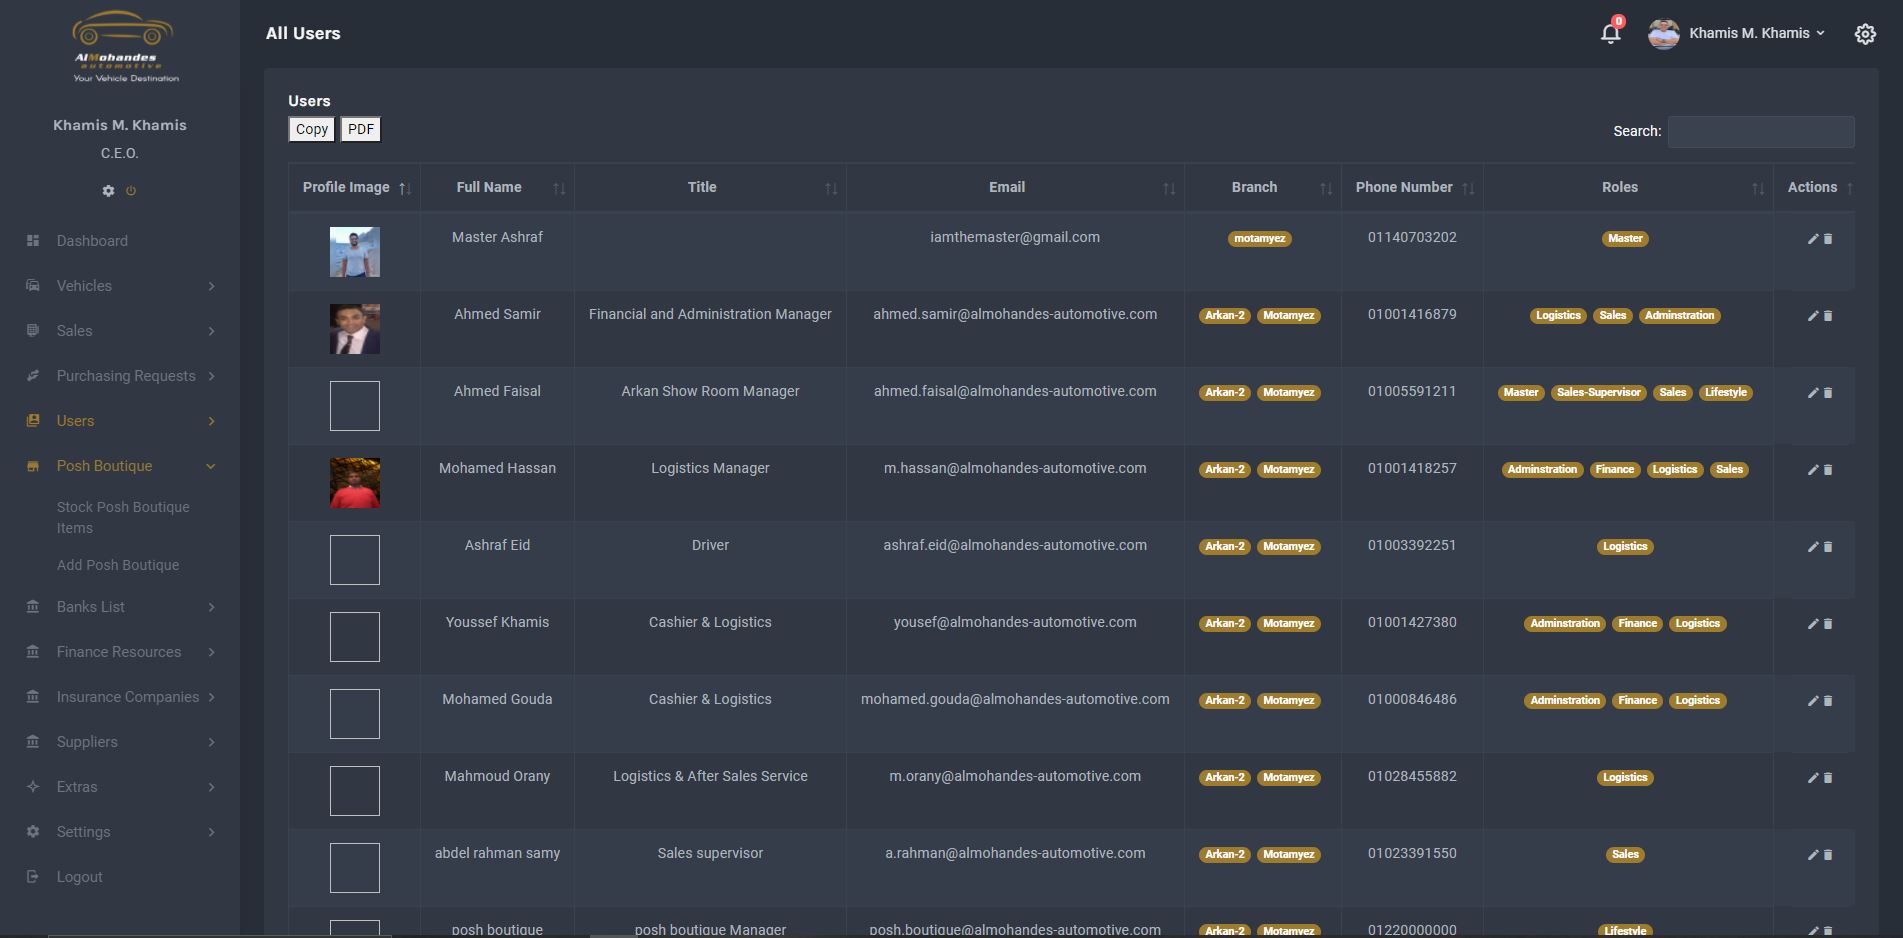 AlMohandes
automotive
Your Vehicle Destination
Khamis M. Khamis
C.E.O.
Dashboard
Vehicles
Sales
Purchasing Requests
Users
Posh Boutique
Stock Posh Boutique
Items
Add Posh Boutique
Banks List
Finance Resources
Insurance Companies
Suppliers
Extras
Settings
Logout
All Users
0
Khamis M. Khamis
Users
Copy PDF
Search:
Profile Image Full Name Title Email Branch Phone Number Roles Actions
Master Ashraf iamthemaster@gmail.com motamyez 01140703202 Master
Ahmed Samir Financial and Administration Manager ahmed.samir@almohandes-automotive.com Arkan-2 Motamyez 01001416879 Logistics Sales Adminstration
Ahmed Faisal Arkan Show Room Manager ahmed.faisal@almohandes-automotive.com Arkan-2 Motamyez 01005591211 Master Sales-Supervisor Sales Lifestyle
Mohamed Hassan Logistics Manager m.hassan@almohandes-automotive.com Arkan-2 Motamyez 01001418257 Adminstration Finance Logistics Sales
Ashraf Eid Driver ashraf.eid@almohandes-automotive.com Arkan-2 Motamyez 01003392251 Logistics
Youssef Khamis Cashier & Logistics yousef@almohandes-automotive.com Arkan-2 Motamyez 01001427380 Adminstration Finance Logistics
Mohamed Gouda Cashier & Logistics mohamed.gouda@almohandes-automotive.com Arkan-2 Motamyez 01000846486 Adminstration Finance Logistics
Mahmoud Orany Logistics & After Sales Service m.orany@almohandes-automotive.com Arkan-2 Motamyez 01028455882 Logistics
abdel rahman samy Sales supervisor a.rahman@almohandes-automotive.com Arkan-2 Motamyez 01023391550 Sales
posh boutique posh boutique Manager posh.boutique@almohandes-automotive.com Arkan-2 Motamyez 01220000000 Lifestyle